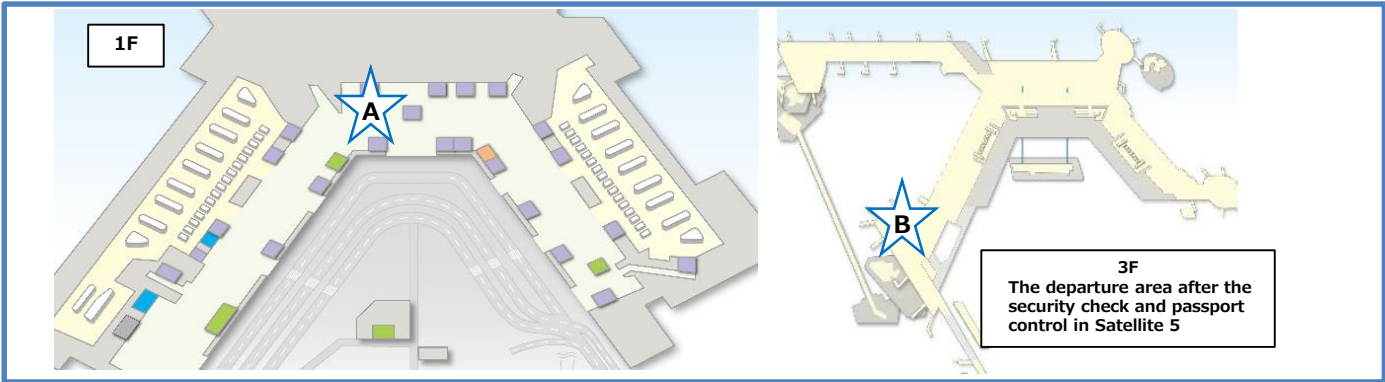 1F
A
B
3F
The departure area after the
security check and passport
control in Satellite 5